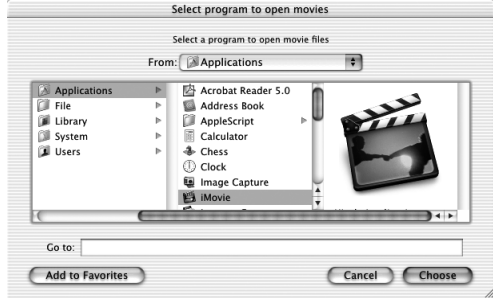 Select program to open movies
Select a program to open movie files
From: Applications
Applications
File
Library
System
Users
Acrobat Reader 5.0
Address Book
AppleScript
Calculator
Chess
Clock
Image Capture
iMovie
Go to:
Add to Favorites
Cancel
Choose